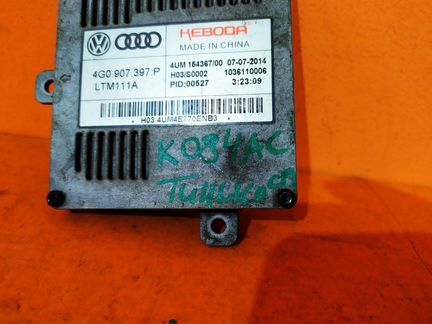 KEBODA
MADE IN CHINA
4G0.907.397.P
LTM111A
4UM 154367/00 07-07-2014
H03/S0002 1036110006
PID:00527 3:23:09
H03 4UM4E770ENB3
K084AC